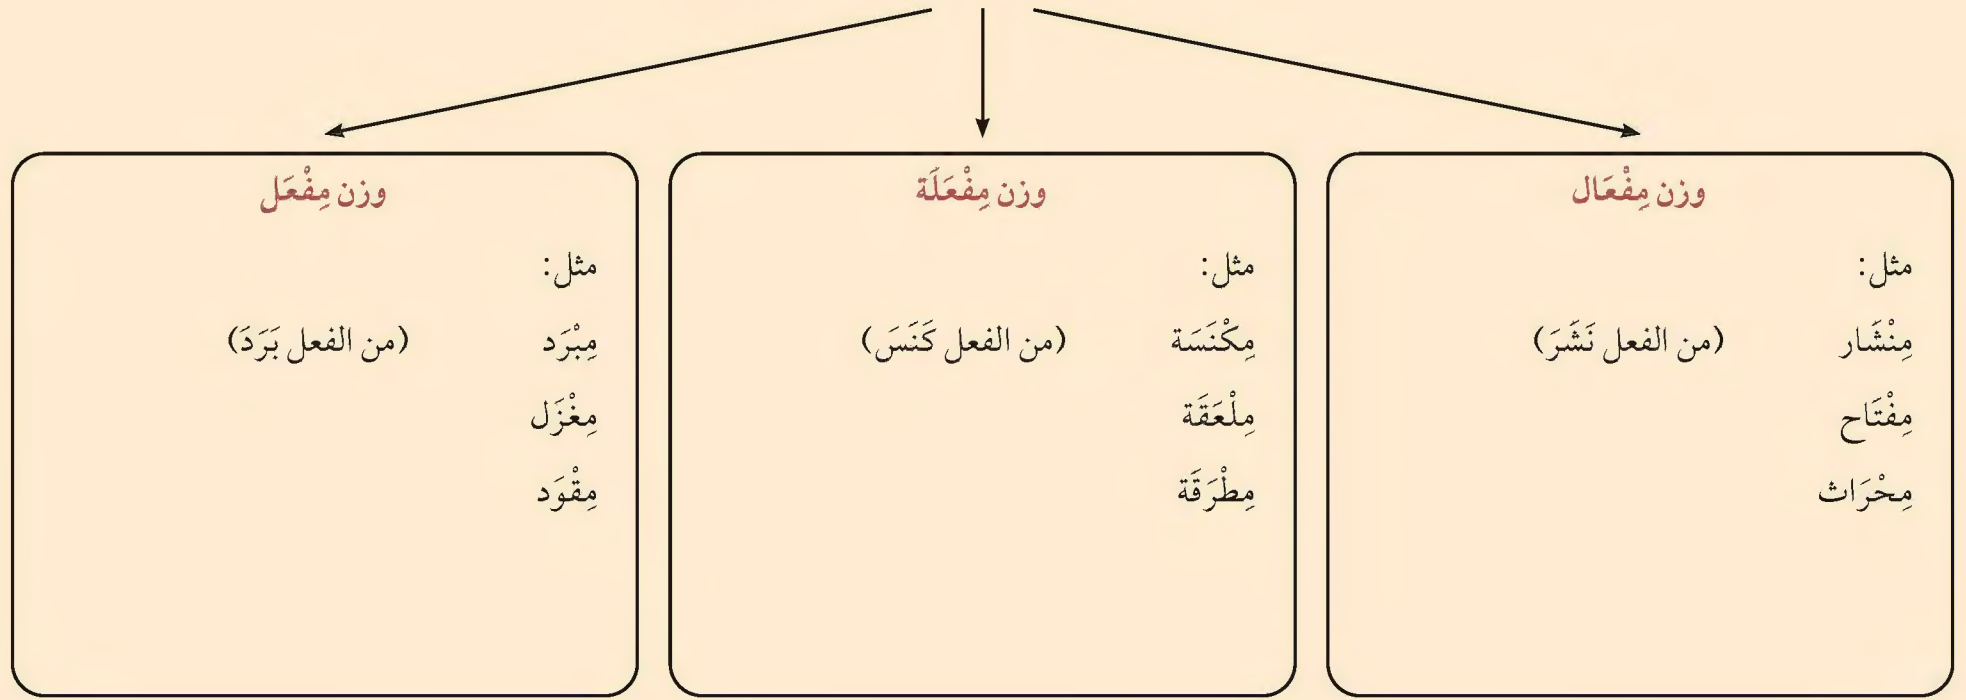 وزن مِفْعَال
مثل:
مِنْشَار (من الفعل نَشَرَ)
مِفْتَاح
مِحْرَاث
وزن مِفْعَلَة
مثل:
مِكْنَسَة (من الفعل كَنَسَ)
مِلْعَقَة
مِطْرَقَة
وزن مِفْعَل
مثل:
مِبْرَد (من الفعل بَرَدَ)
مِغْزَل
مِقْوَد